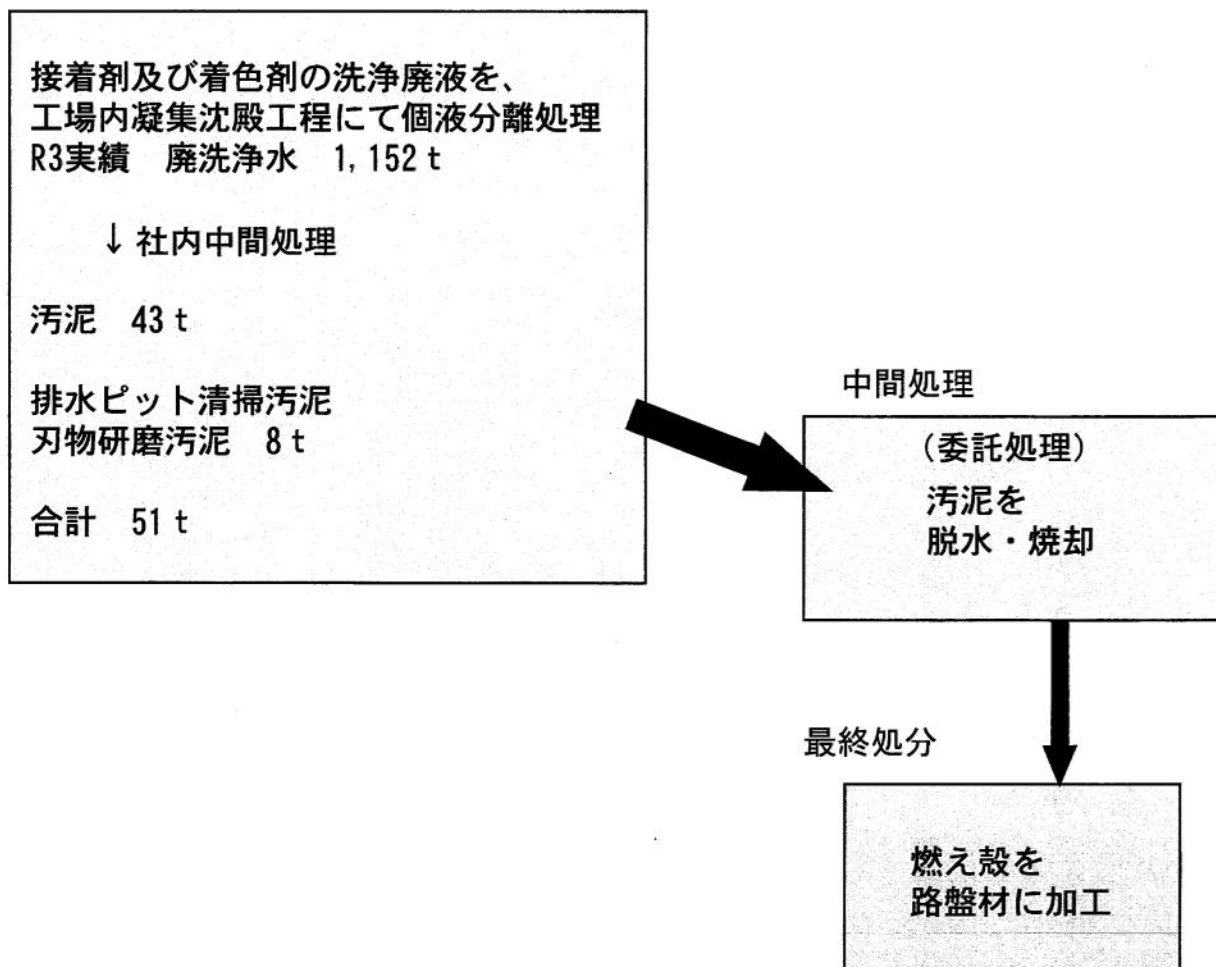 接着剤及び着色剤の洗浄廃液を、
工場内凝集沈殿工程にて個液分離処理
R3実績　廃洗浄水　1,152ｔ
↓社内中間処理
汚泥　43ｔ
排水ピット清掃汚泥
刃物研磨汚泥　8ｔ
合計　51ｔ
中間処理
（委託処理）
汚泥を
脱水・焼却
最終処分
燃え殻を
路盤材に加工